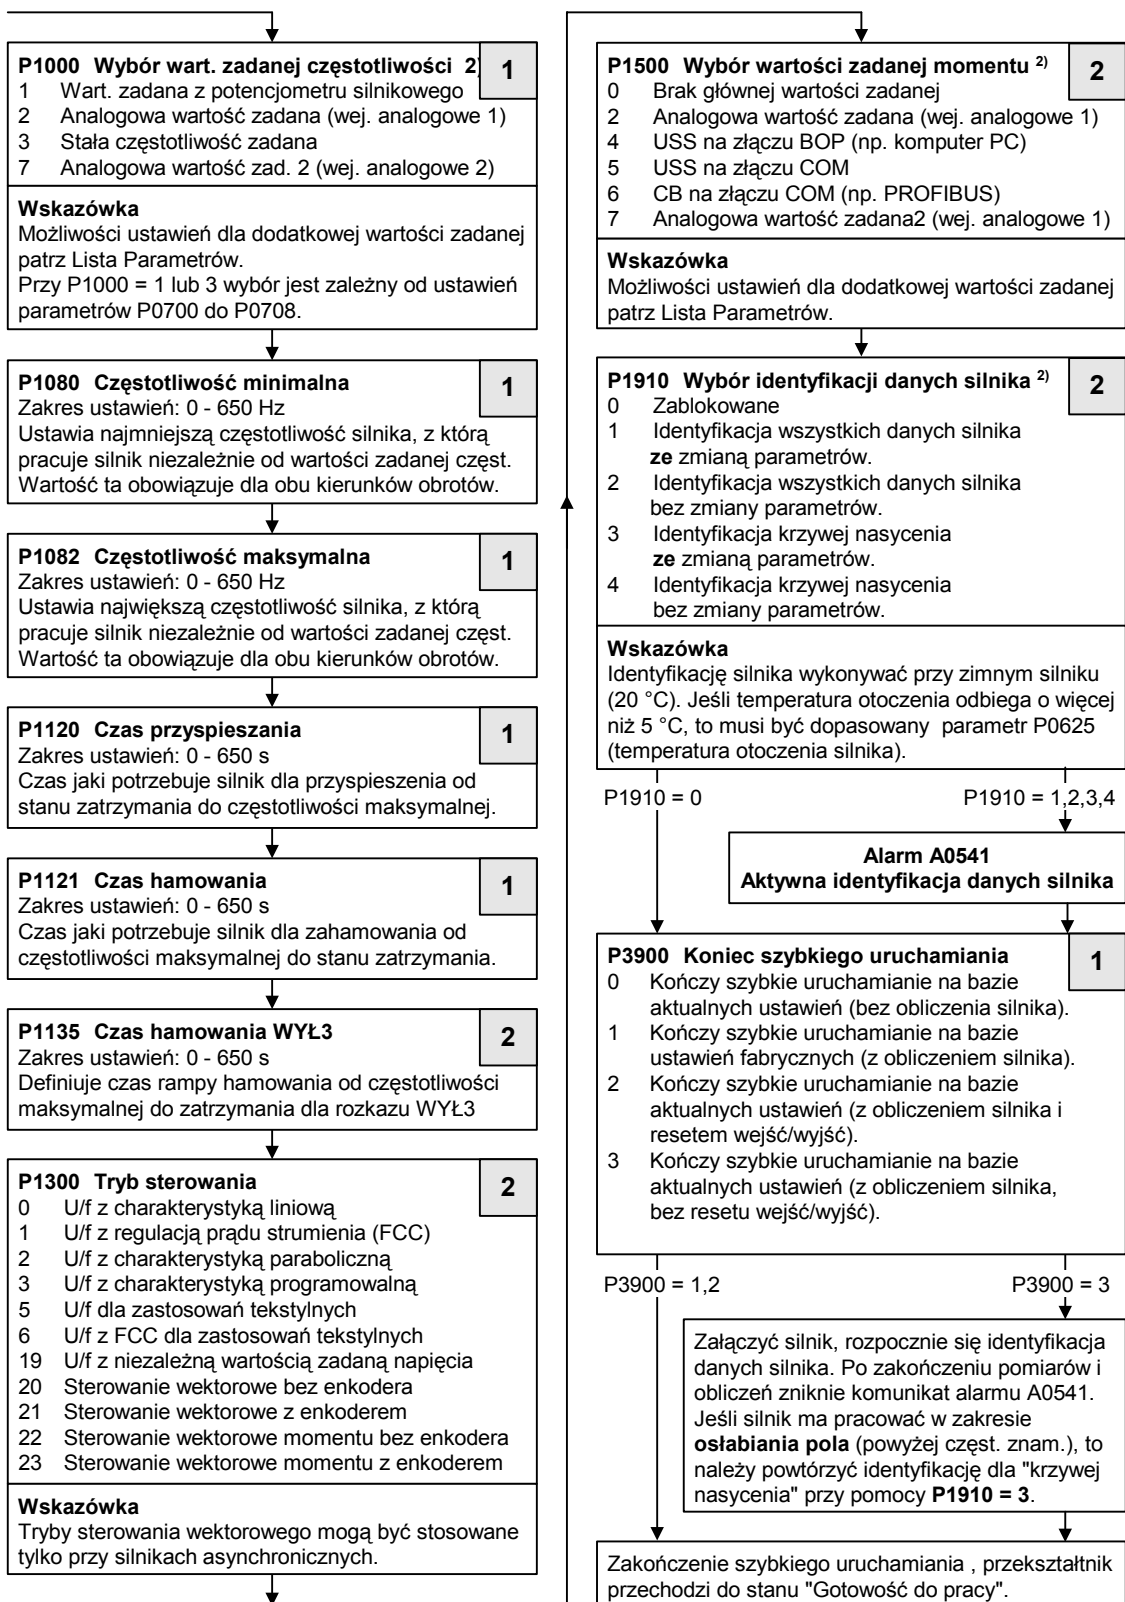 P1000 Wybór wart. zadanej częstotliwości 2)
1
1 Wart. zadana z potencjometru silnikowego
2 Analogowa wartość zadana (wej. analogowe 1)
3 Stała częstotliwość zadana
7 Analogowa wartość zad. 2 (wej. analogowe 2)
Wskazówka
Możliwości ustawień dla dodatkowej wartości zadanej
patrz Lista Parametrów.
Przy P1000 = 1 lub 3 wybór jest zależny od ustawień
parametrów P0700 do P0708.
P1080 Częstotliwość minimalna
1
Zakres ustawień: 0 - 650 Hz
Ustawia najmniejszą częstotliwość silnika, z którą
pracuje silnik niezależnie od wartości zadanej częst.
Wartość ta obowiązuje dla obu kierunków obrotów.
P1082 Częstotliwość maksymalna
1
Zakres ustawień: 0 - 650 Hz
Ustawia największą częstotliwość silnika, z którą
pracuje silnik niezależnie od wartości zadanej częst.
Wartość ta obowiązuje dla obu kierunków obrotów.
P1120 Czas przyspieszania
1
Zakres ustawień: 0 - 650 s
Czas jaki potrzebuje silnik dla przyspieszenia od
stanu zatrzymania do częstotliwości maksymalnej.
P1121 Czas hamowania
1
Zakres ustawień: 0 - 650 s
Czas jaki potrzebuje silnik dla zahamowania od
częstotliwości maksymalnej do stanu zatrzymania.
P1135 Czas hamowania WYŁ3
2
Zakres ustawień: 0 - 650 s
Definiuje czas rampy hamowania od częstotliwości
maksymalnej do zatrzymania dla rozkazu WYŁ3
P1300 Tryb sterowania
2
0 U/f z charakterystyką liniową
1 U/f z regulacją prądu strumienia (FCC)
2 U/f z charakterystyką paraboliczną
3 U/f z charakterystyką programowalną
5 U/f dla zastosowań tekstylnych
6 U/f z FCC dla zastosowań tekstylnych
19 U/f z niezależną wartością zadaną napięcia
20 Sterowanie wektorowe bez enkodera
21 Sterowanie wektorowe z enkoderem
22 Sterowanie wektorowe momentu bez enkodera
23 Sterowanie wektorowe momentu z enkoderem
Wskazówka
Tryby sterowania wektorowego mogą być stosowane
tylko przy silnikach asynchronicznych.
P1500 Wybór wartości zadanej momentu 2)
2
0 Brak głównej wartości zadanej
2 Analogowa wartość zadana (wej. analogowe 1)
4 USS na złączu BOP (np. komputer PC)
5 USS na złączu COM
6 CB na złączu COM (np. PROFIBUS)
7 Analogowa wartość zadana2 (wej. analogowe 1)
Wskazówka
Możliwości ustawień dla dodatkowej wartości zadanej
patrz Lista Parametrów.
P1910 Wybór identyfikacji danych silnika 2)
2
0 Zablokowane
1 Identyfikacja wszystkich danych silnika
ze zmianą parametrów.
2 Identyfikacja wszystkich danych silnika
bez zmiany parametrów.
3 Identyfikacja krzywej nasycenia
ze zmianą parametrów.
4 Identyfikacja krzywej nasycenia
bez zmiany parametrów.
Wskazówka
Identyfikację silnika wykonywać przy zimnym silniku
(20 °C). Jeśli temperatura otoczenia odbiega o więcej
niż 5 °C, to musi być dopasowany parametr P0625
(temperatura otoczenia silnika).
P1910 = 0
P1910 = 1,2,3,4
Alarm A0541
Aktywna identyfikacja danych silnika
P3900 Koniec szybkiego uruchamiania
1
0 Kończy szybkie uruchamianie na bazie
aktualnych ustawień (bez obliczenia silnika).
1 Kończy szybkie uruchamianie na bazie
ustawień fabrycznych (z obliczeniem silnika).
2 Kończy szybkie uruchamianie na bazie
aktualnych ustawień (z obliczeniem silnika i
resetem wejść/wyjść).
3 Kończy szybkie uruchamianie na bazie
aktualnych ustawień (z obliczeniem silnika,
bez resetu wejść/wyjść).
P3900 = 1,2
P3900 = 3
Załączyć silnik, rozpocznie się identyfikacja
danych silnika. Po zakończeniu pomiarów i
obliczeń zniknie komunikat alarmu A0541.
Jeśli silnik ma pracować w zakresie
osłabiania pola (powyżej częst. znam.), to
należy powtórzyć identyfikację dla "krzywej
nasycenia" przy pomocy P1910 = 3.
Zakończenie szybkiego uruchamiania , przekształtnik
przechodzi do stanu "Gotowość do pracy".